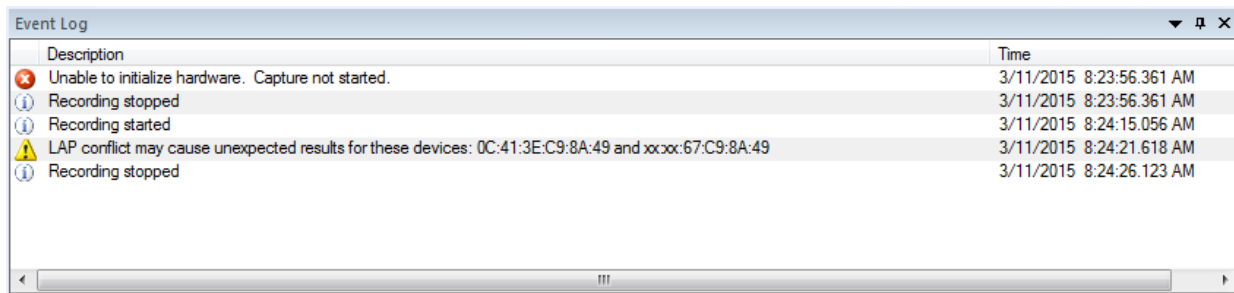 Event Log
Description Time
Unable to initialize hardware.  Capture not started. 3/11/2015  8:23:56.361 AM
Recording stopped 3/11/2015  8:23:56.361 AM
Recording started 3/11/2015  8:24:15.056 AM
LAP conflict may cause unexpected results for these devices: 0C:41:3E:C9:8A:49 and xx:xx:67:C9:8A:49 3/11/2015  8:24:21.618 AM
Recording stopped 3/11/2015  8:24:26.123 AM